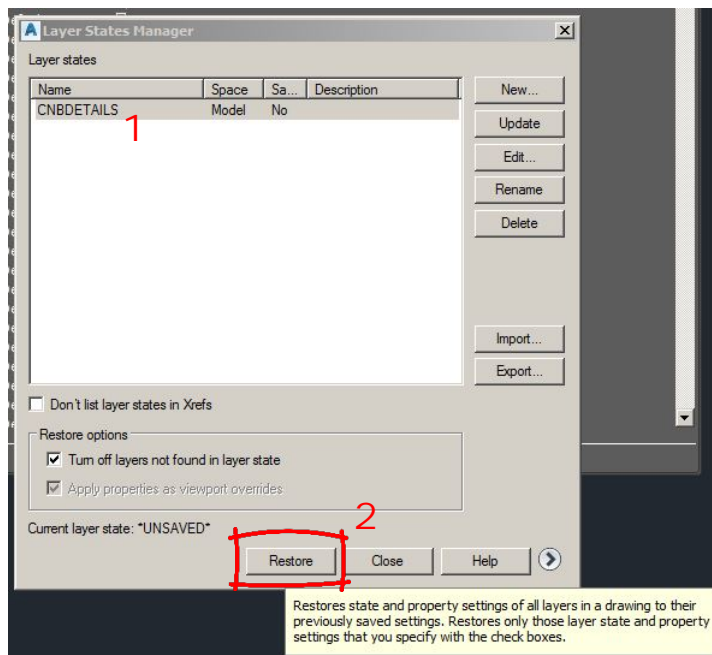 Layer States Manager
Layer states
Name Space Sa... Description
CNBDETAILS Model No
1
New...
Update
Edit...
Rename
Delete
Import...
Export...
Don't list layer states in Xrefs
Restore options
Turn off layers not found in layer state
Apply properties as viewport overrides
Current layer state: *UNSAVED*
2
Restore Close Help
Restores state and property settings of all layers in a drawing to their
previously saved settings. Restores only those layer state and property
settings that you specify with the check boxes.